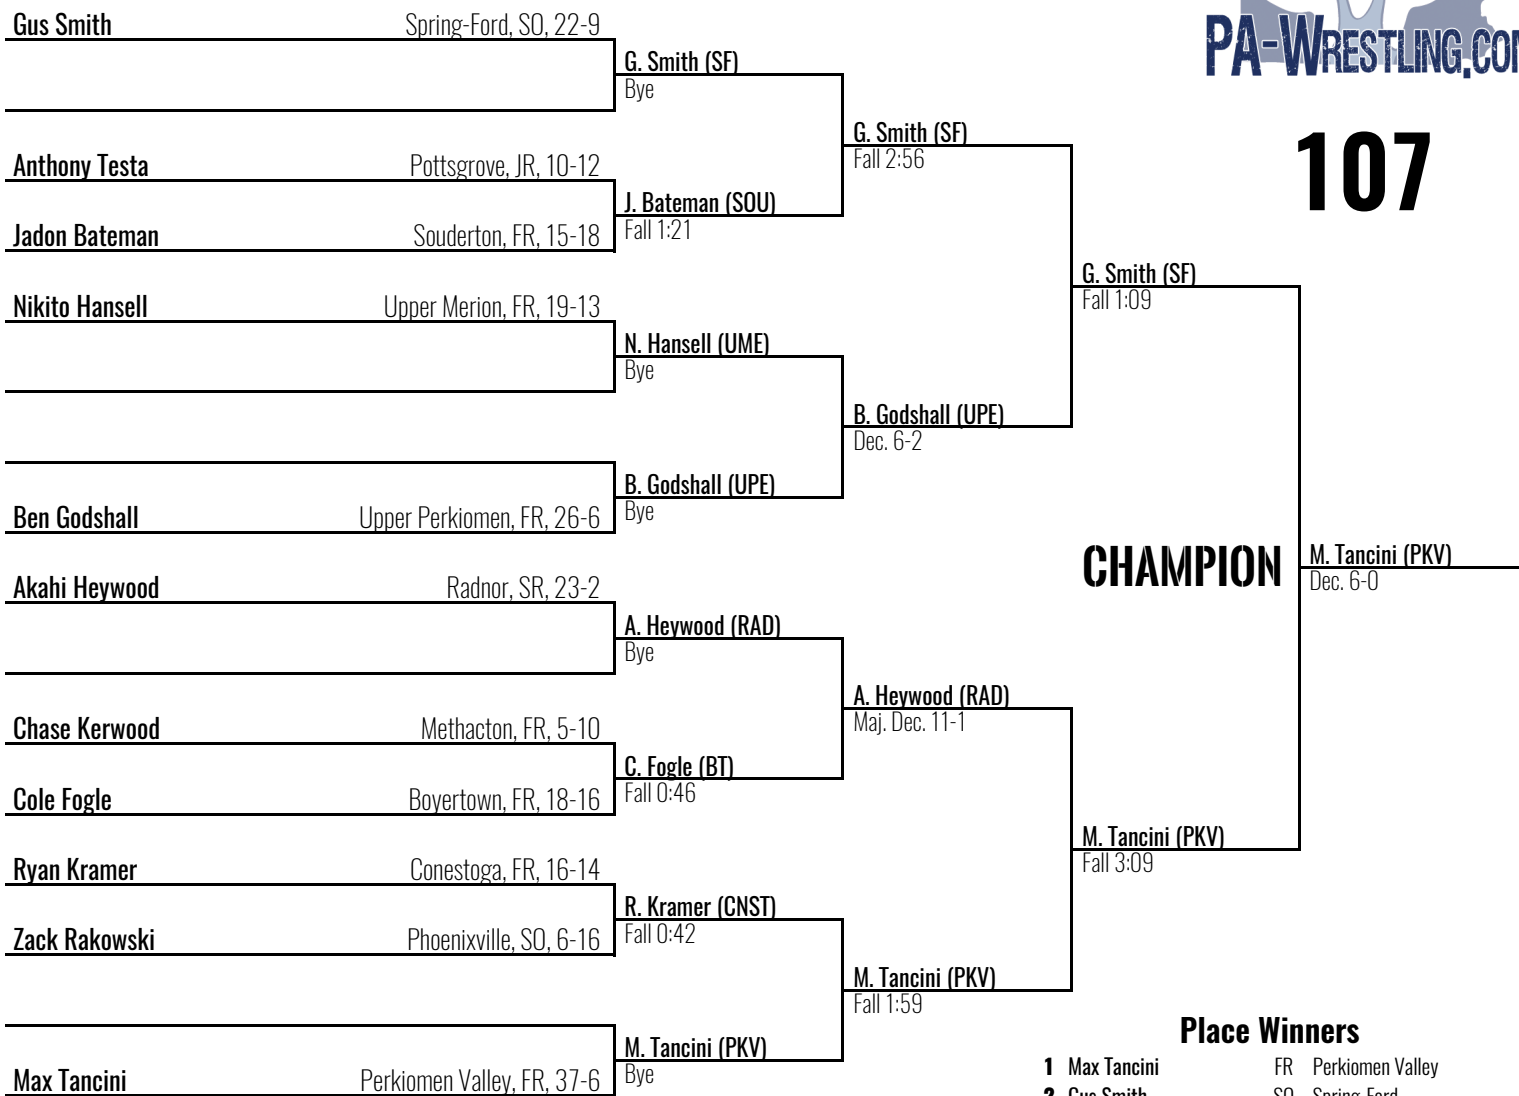 Gus Smith Spring-Ford, SO, 22-9
G. Smith (SF)
Bye
PA-WRESTLING.CO
G. Smith (SF)
Fall 2:56
107
Anthony Testa Pottsgrove, JR, 10-12
J. Bateman (SOU)
Fall 1:21
Jadon Bateman Souderton, FR, 15-18
G. Smith (SF)
Fall 1:09
Nikito Hansell Upper Merion, FR, 19-13
N. Hansell (UME)
Bye
B. Godshall (UPE)
Dec. 6-2
B. Godshall (UPE)
Bye
Ben Godshall Upper Perkiomen, FR, 26-6
CHAMPION
M. Tancini (PKV)
Dec. 6-0
Akahi Heywood Radnor, SR, 23-2
A. Heywood (RAD)
Bye
A. Heywood (RAD)
Maj. Dec. 11-1
Chase Kerwood Methacton, FR, 5-10
C. Fogle (BT)
Fall 0:46
Cole Fogle Boyertown, FR, 18-16
M. Tancini (PKV)
Fall 3:09
Ryan Kramer Conestoga, FR, 16-14
R. Kramer (CNST)
Fall 0:42
Zack Rakowski Phoenixville, SO, 6-16
M. Tancini (PKV)
Fall 1:59
M. Tancini (PKV)
Bye
Max Tancini Perkiomen Valley, FR, 37-6
Place Winners
1 Max Tancini FR Perkiomen Valley
2 Gus Smith SO Spring-Ford